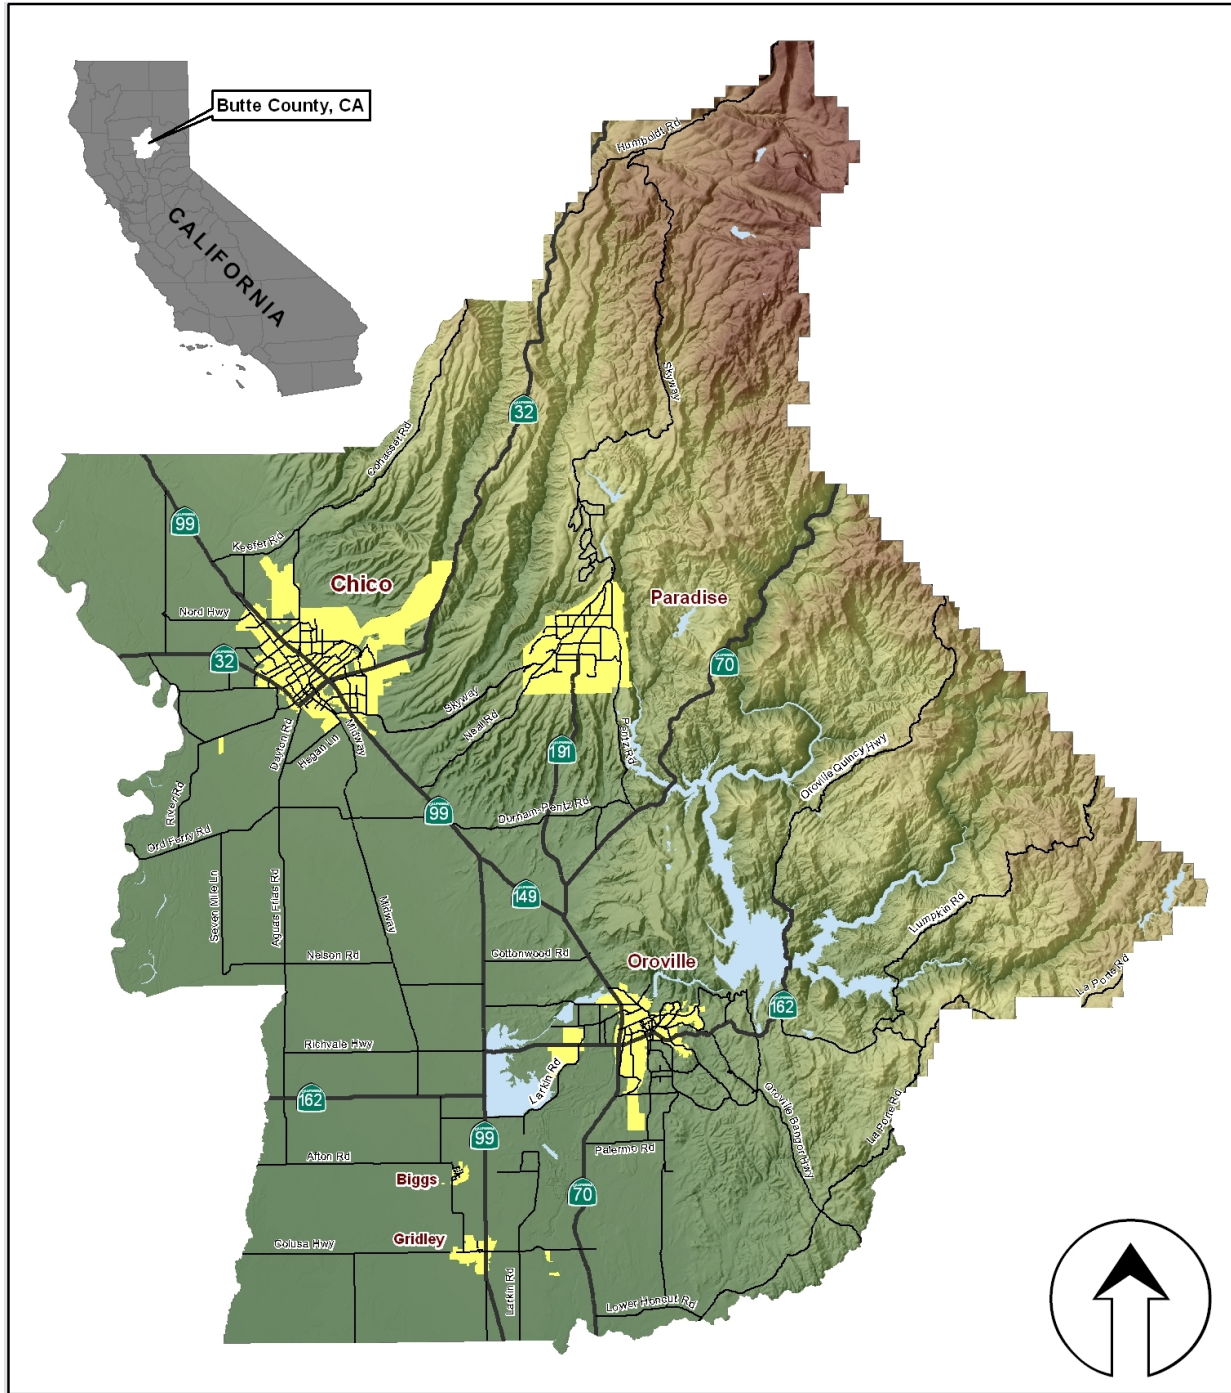 Butte County, CA
CALIFORNIA
Humboldt Rd
Skyway
32
Cohasset Rd
99
Keefer Rd
Chico
Paradise
Nord Hwy
32
70
Skyway
Neal Rd
Pentz Rd
Dayton Rd
Hegan Ln
Midway
191
Oroville Quincy Hwy
River Rd
99
Durham-Pentz Rd
Ord Ferry Rd
Seven Mile Ln
Aguas Frias Rd
Midway
149
Lumpkin Rd
Nelson Rd
Cottonwood Rd
Oroville
La Porte Rd
162
Richvale Hwy
Larkin Rd
162
Oroville Bangor Hwy
La Porte Rd
99
Palermo Rd
Afton Rd
Biggs
70
Gridley
Colusa Hwy
Larkin Rd
Lower Honcut Rd